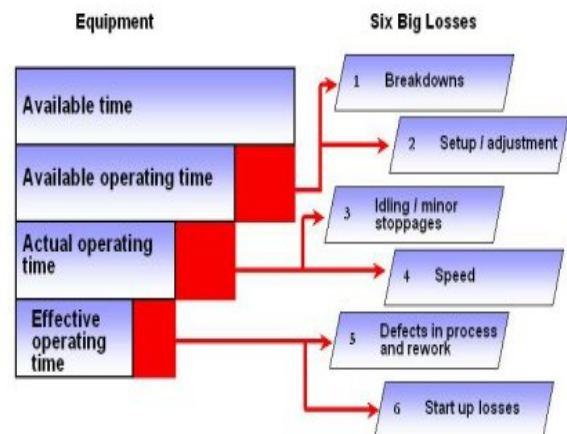 Equipment
Six Big Losses
Available time
Available operating time
Actual operating
time
Effective
operating
time
1 Breakdowns
2 Setup / adjustment
3 Idling / minor
stoppages
4 Speed
5 Defects in process
and rework
6 Start up losses